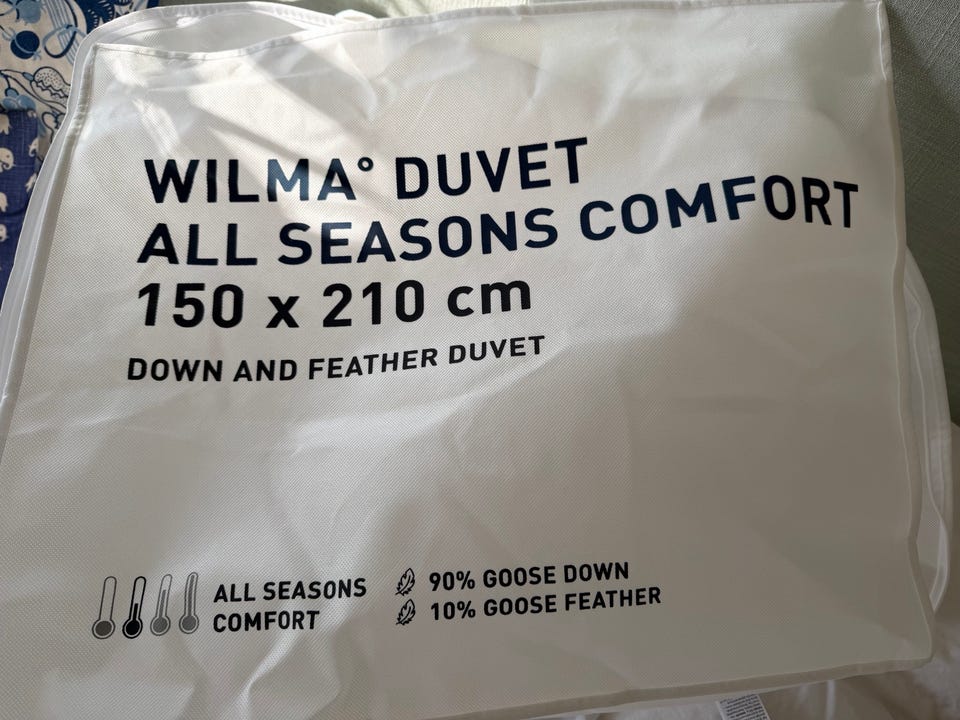 WILMA° DUVET
ALL SEASONS COMFORT
150 x 210 cm
DOWN AND FEATHER DUVET
ALL SEASONS
COMFORT
90% GOOSE DOWN
10% GOOSE FEATHER